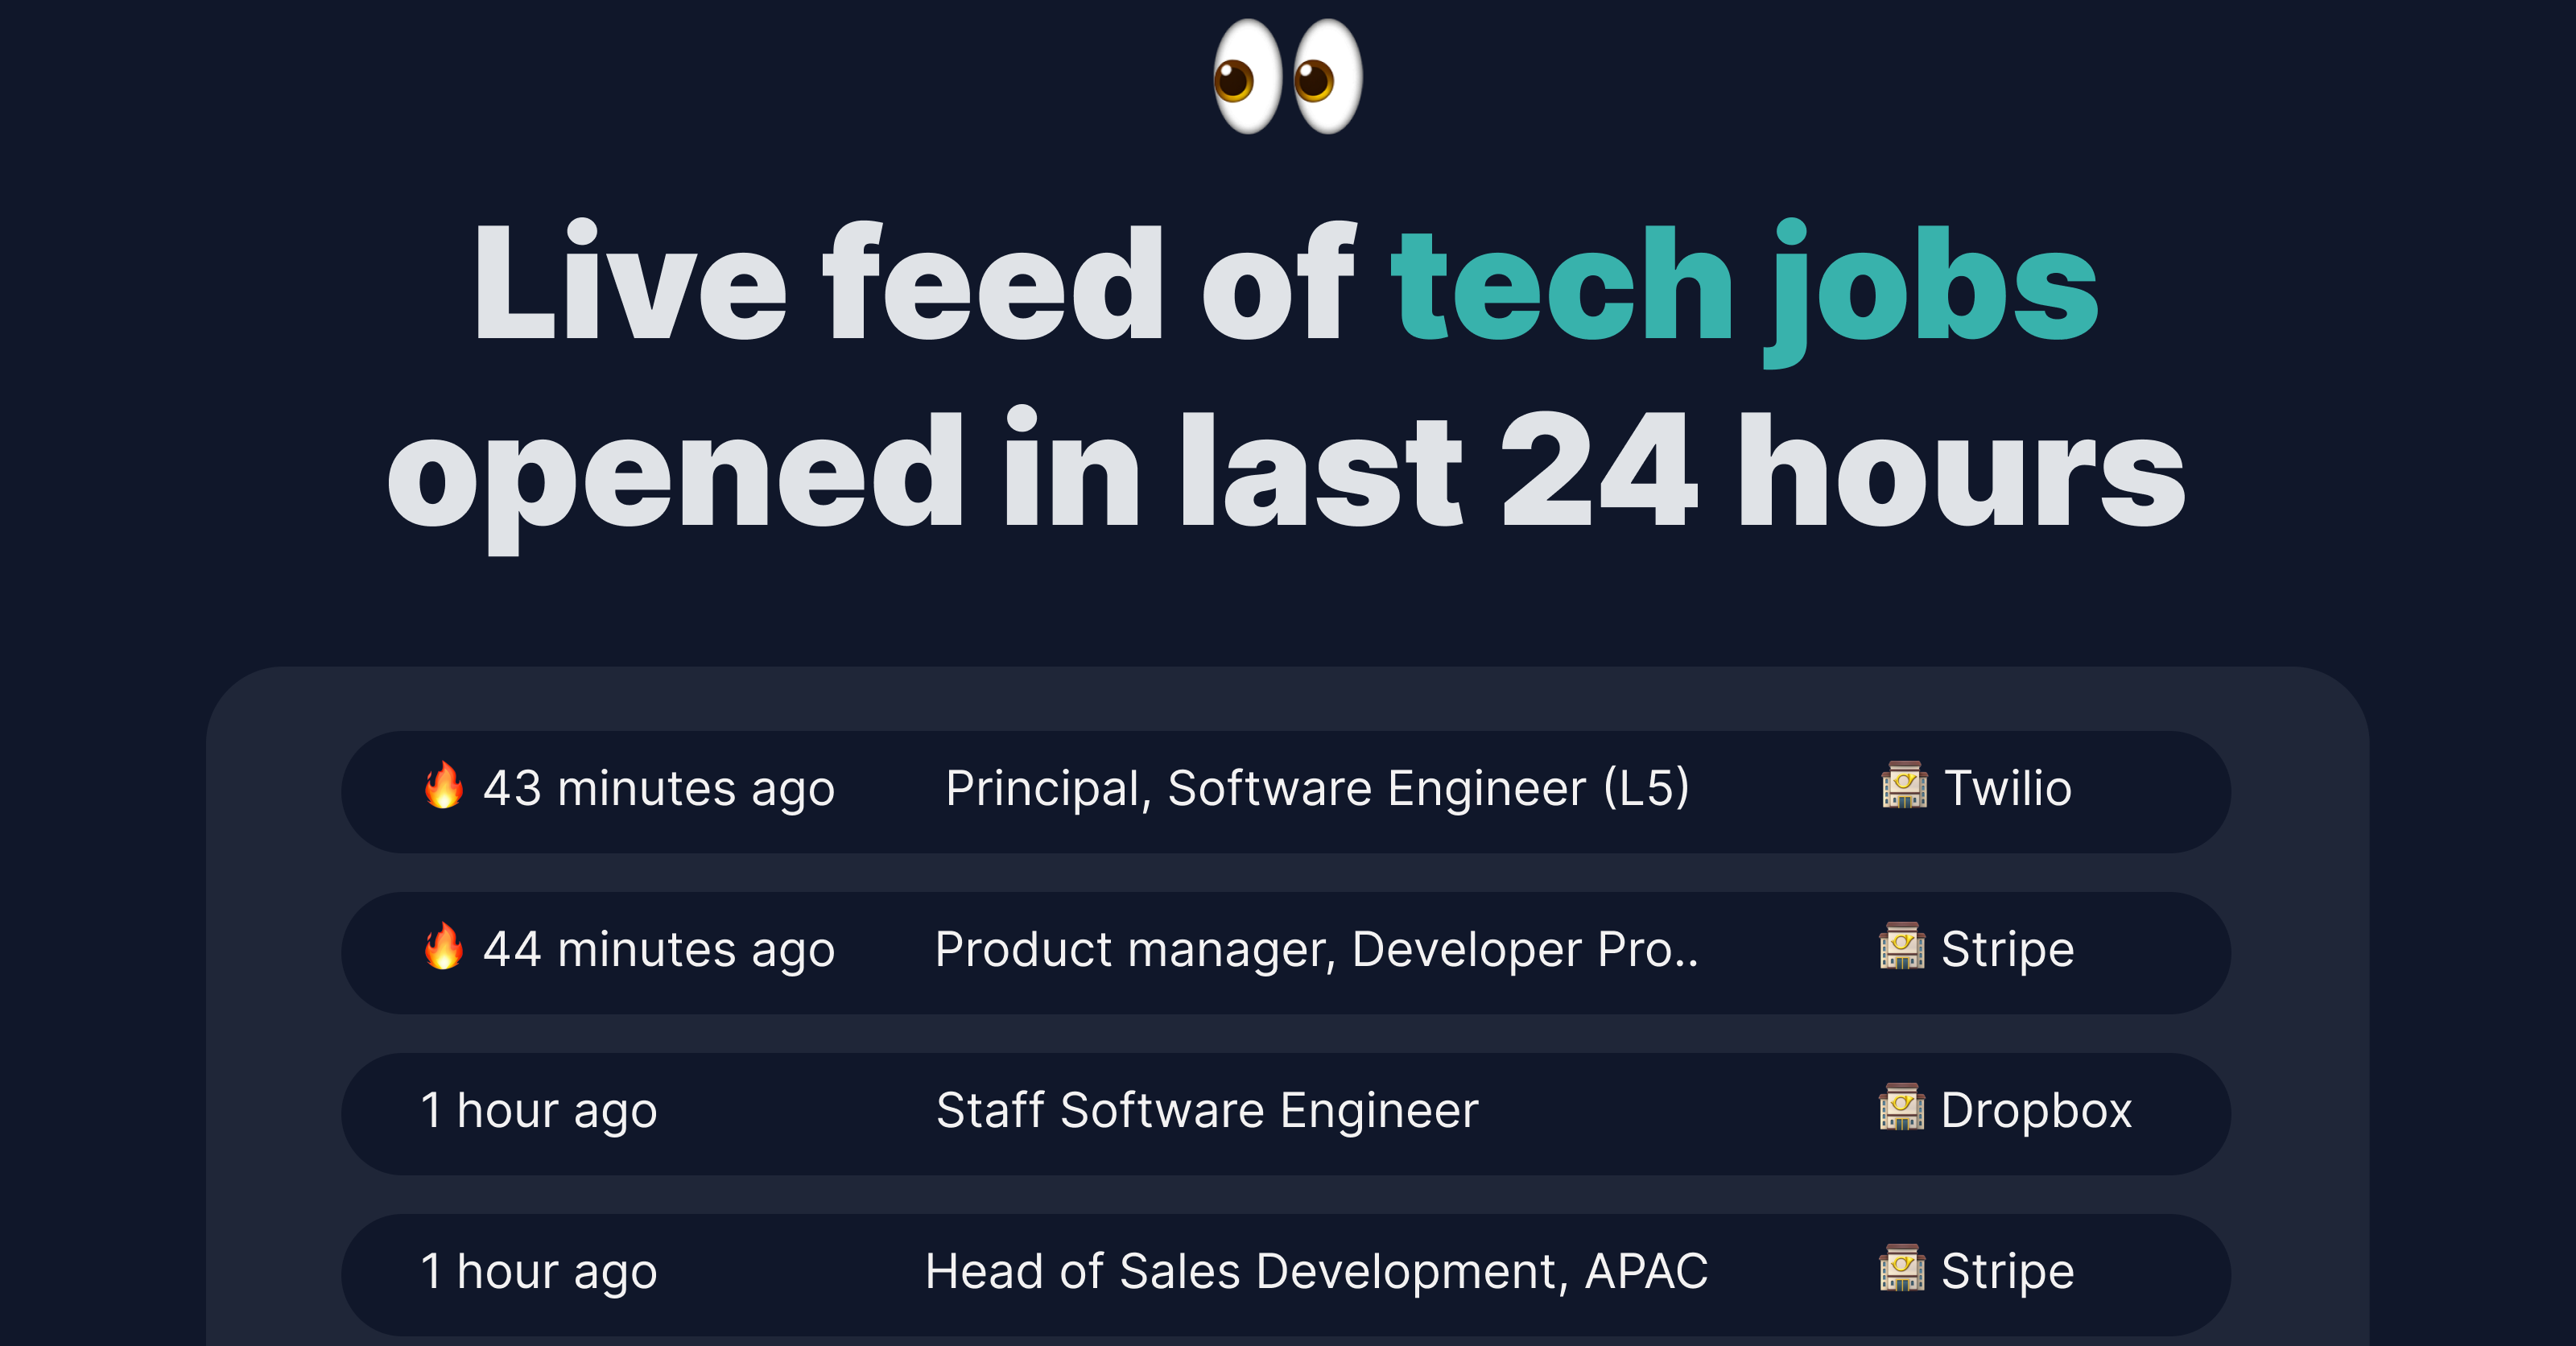 Live feed of tech jobs
opened in last 24 hours
43 minutes ago Principal, Software Engineer (L5) Twilio
44 minutes ago Product manager, Developer Pro.. Stripe
1 hour ago Staff Software Engineer Dropbox
1 hour ago Head of Sales Development, APAC Stripe